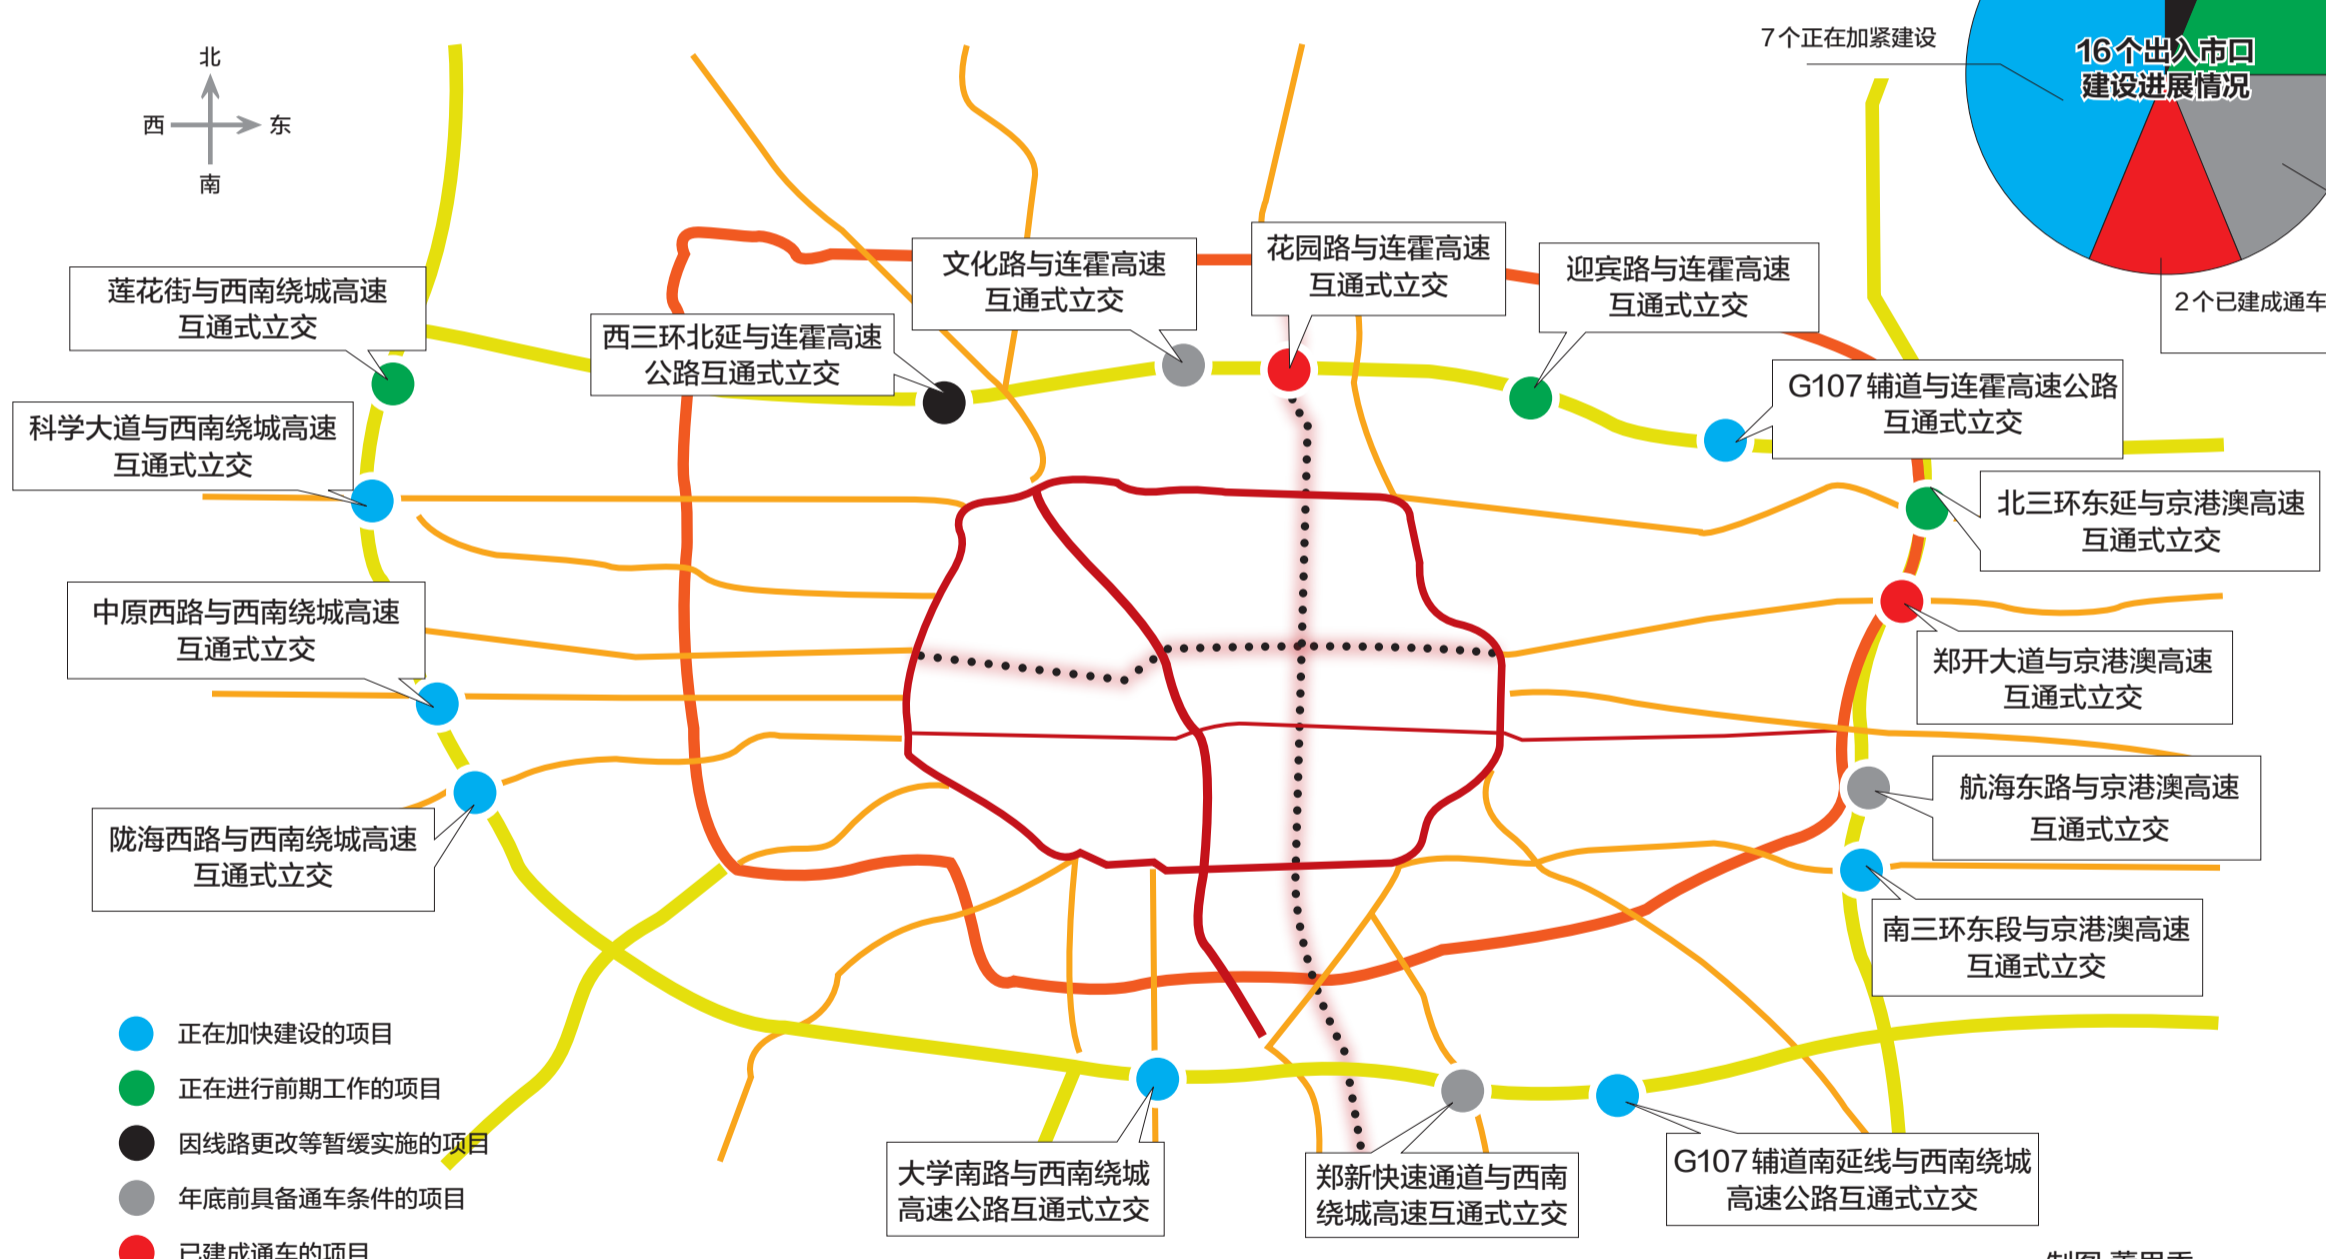 北
西
东
南
7个正在加紧建设
16个出入市口
建设进展情况
2个已建成通车
莲花街与西南绕城高速
互通式立交
文化路与连霍高速
互通式立交
花园路与连霍高速
互通式立交
迎宾路与连霍高速
互通式立交
西三环北延与连霍高速
公路互通式立交
G107辅道与连霍高速公路
互通式立交
科学大道与西南绕城高速
互通式立交
北三环东延与京港澳高速
互通式立交
中原西路与西南绕城高速
互通式立交
郑开大道与京港澳高速
互通式立交
航海东路与京港澳高速
互通式立交
陇海西路与西南绕城高速
互通式立交
南三环东段与京港澳高速
互通式立交
正在加快建设的项目
正在进行前期工作的项目
因线路更改等暂缓实施的项目
年底前具备通车条件的项目
已建成通车的项目
大学南路与西南绕城
高速公路互通式立交
郑新快速通道与西南
绕城高速互通式立交
G107辅道南延线与西南绕城
高速公路互通式立交